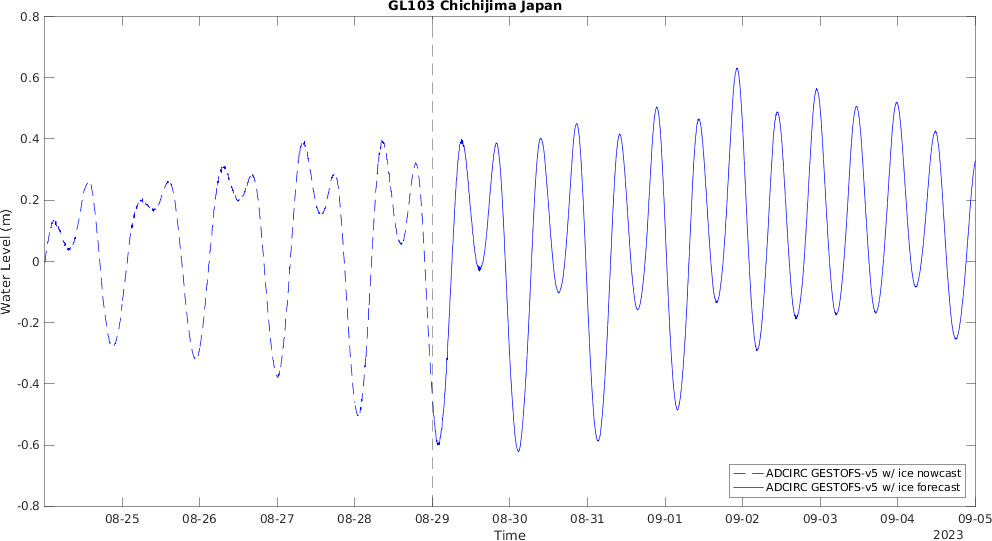 GL103 Chichijima Japan
0.8
0.6
0.4
0.2
0
-0.2
-0.4
-0.6
-0.8
Water Level (m)
ADCIRC GESTOFS-v5 w/ ice nowcast
ADCIRC GESTOFS-v5 w/ ice forecast
08-25 08-26 08-27 08-28 08-29 08-30 08-31 09-01 09-02 09-03 09-04 09-05
Time
2023